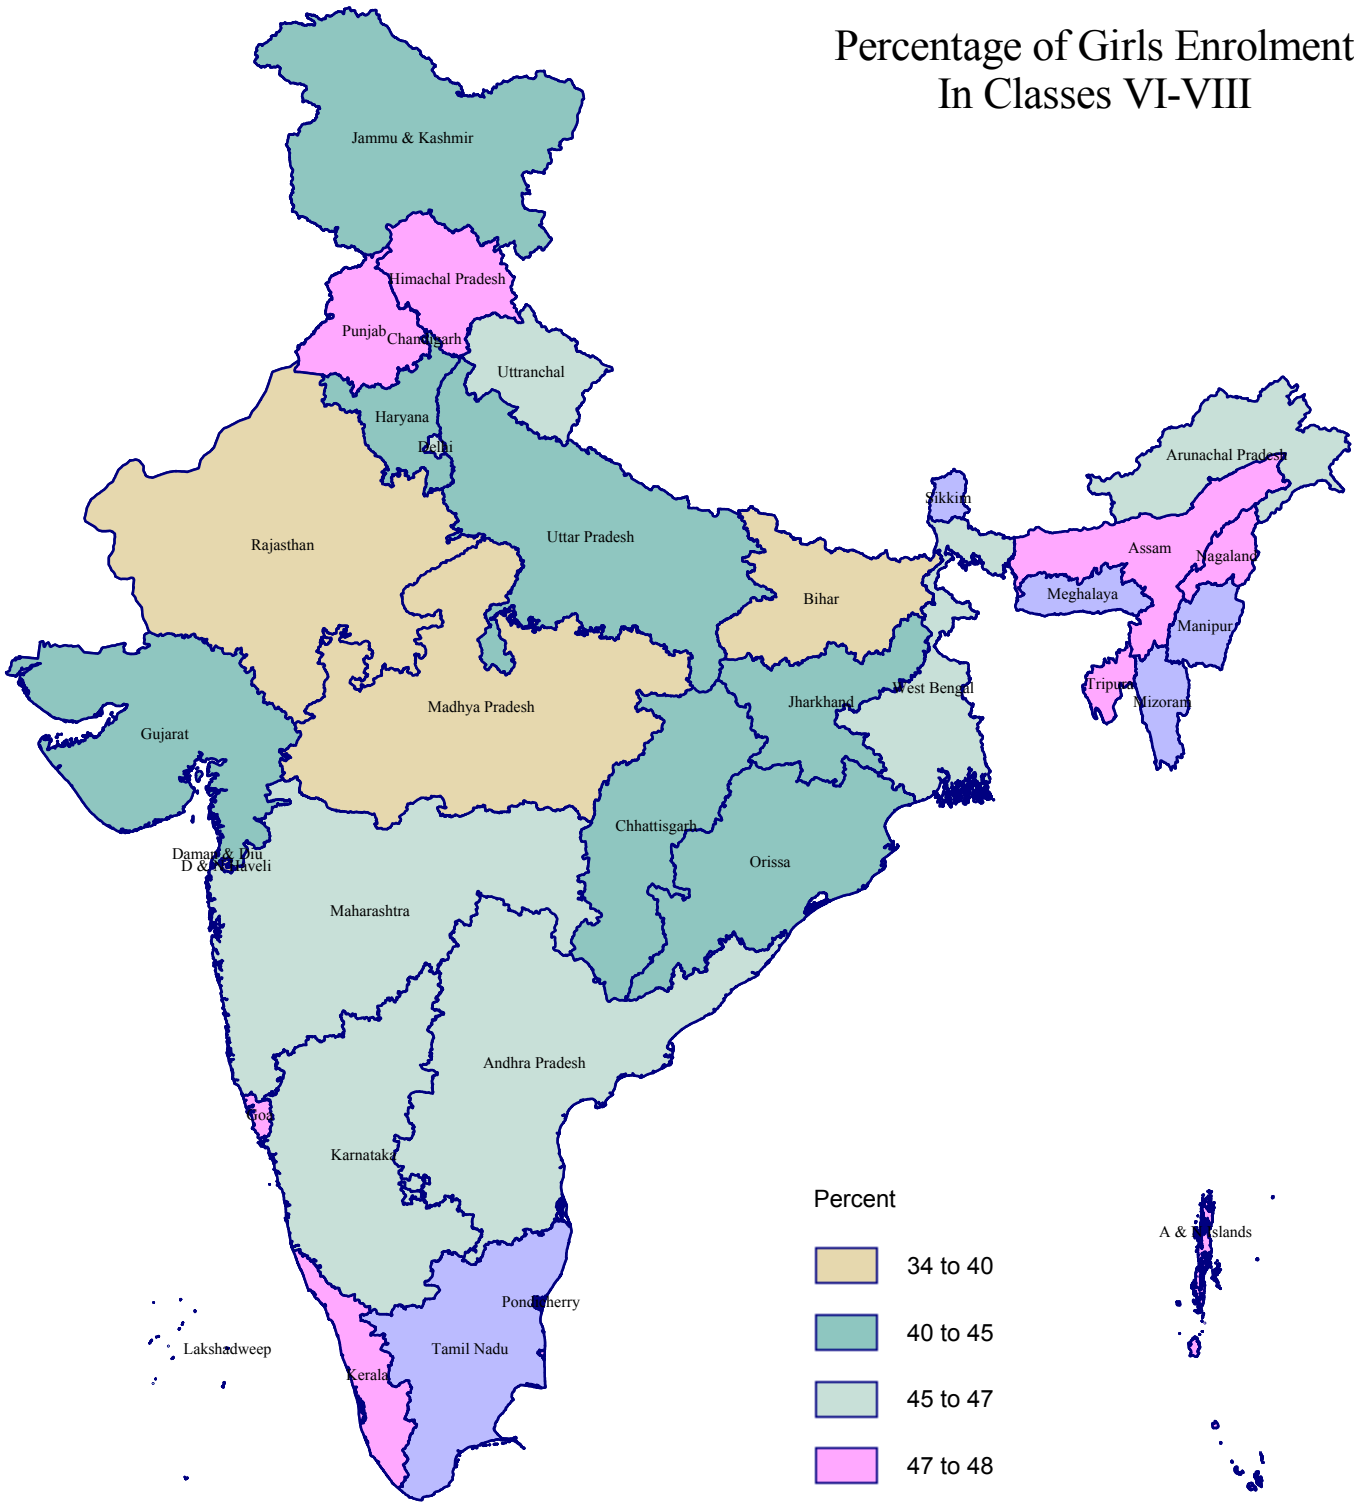 Percentage of Girls Enrolment
In Classes VI-VIII
Jammu & Kashmir
Himachal Pradesh
Punjab
Chandigarh
Uttranchal
Haryana
Delhi
Arunachal Pradesh
Sikkim
Rajasthan
Uttar Pradesh
Assam
Nagaland
Bihar
Meghalaya
Manipur
Tripura
Mizoram
West Bengal
Jharkhand
Madhya Pradesh
Gujarat
Chhattisgarh
Orissa
Daman & Diu
D & N Haveli
Maharashtra
Andhra Pradesh
Goa
Karnataka
Percent
A & N Islands
34 to 40
Pondicherry
40 to 45
Lakshadweep
Tamil Nadu
Kerala
45 to 47
47 to 48